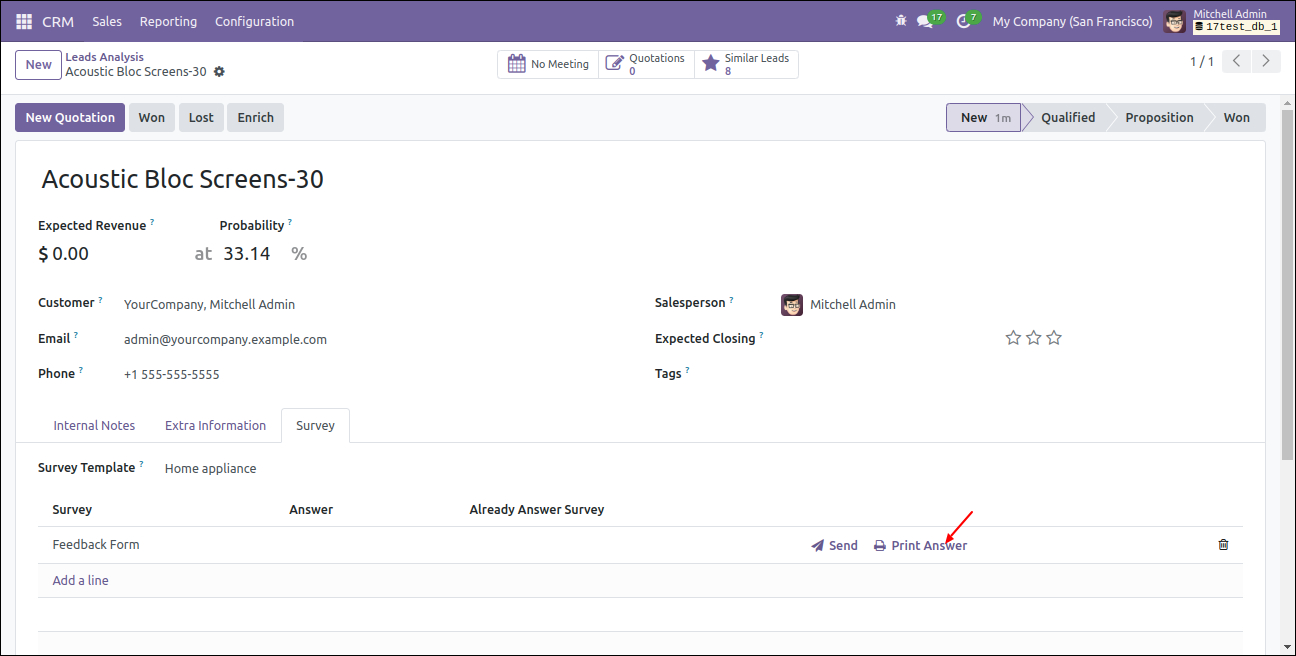 CRM Sales Reporting Configuration 17 7 My Company (San Francisco) Mitchell Admin
17test_db_1
New Leads Analysis
Acoustic Bloc Screens-30
No Meeting Quotations 0 Similar Leads 8
1 / 1
New Quotation Won Lost Enrich New 1m Qualified Proposition Won
Acoustic Bloc Screens-30
Expected Revenue ? Probability ?
$ 0.00 at 33.14 %
Customer ? YourCompany, Mitchell Admin Salesperson ? Mitchell Admin
Email ? admin@yourcompany.example.com Expected Closing ?
Phone ? +1 555-555-5555 Tags ?
Internal Notes Extra Information Survey
Survey Template ? Home appliance
Survey Answer Already Answer Survey
Feedback Form Send Print Answer
Add a line